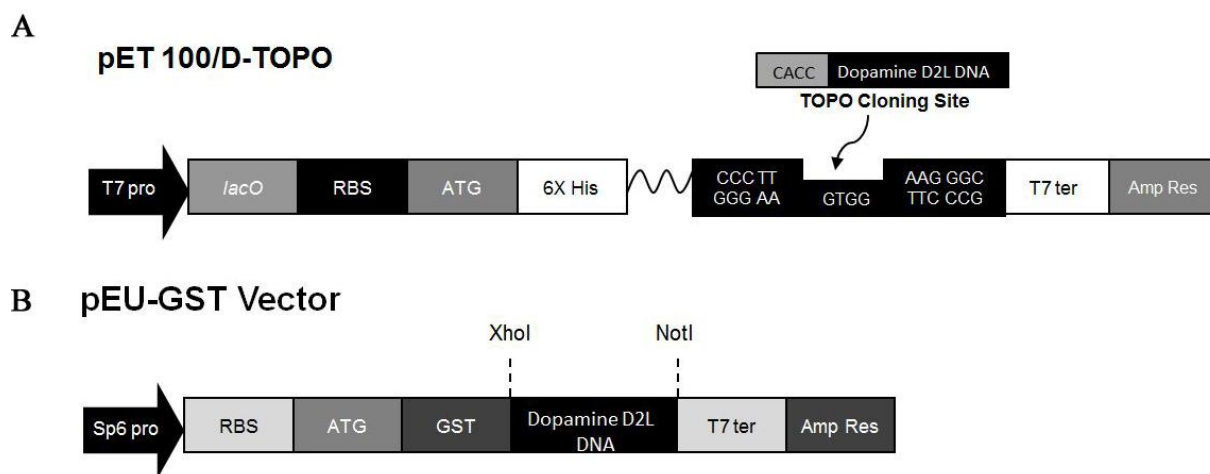 A
pET 100/D-TOPO
CACC Dopamine D2L DNA
TOPO Cloning Site
T7 pro lacO RBS ATG 6X His CCC TT GTGG AAG GGC T7 ter Amp Res
GGG AA TTC CCG
B pEU-GST Vector
XhoI NotI
Sp6 pro RBS ATG GST Dopamine D2L T7 ter Amp Res
DNA